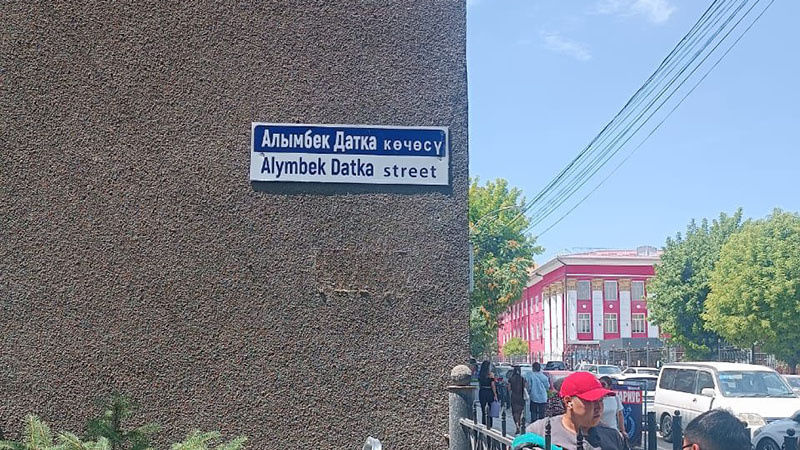 Алымбек Датка көчөсү
Alymbek Datka street